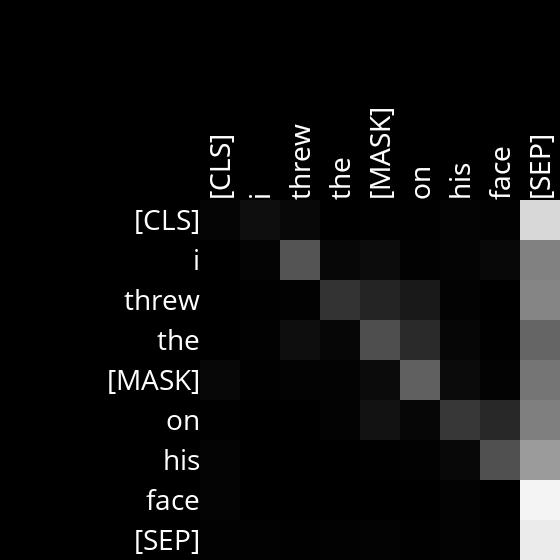 [CLS] i threw the [MASK] on his face [SEP]
[CLS]
i
threw
the
[MASK]
on
his
face
[SEP]